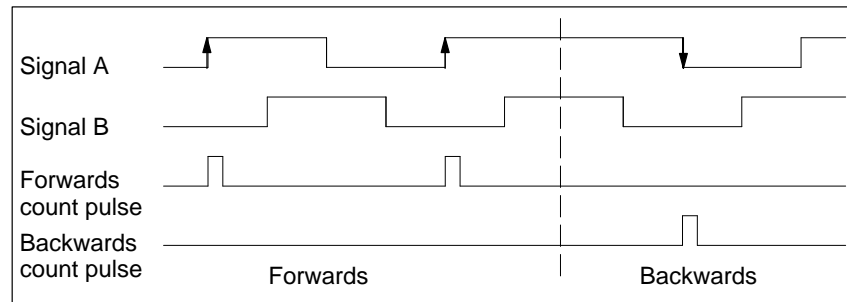 Signal A
Signal B
Forwards
count pulse
Backwards
count pulse
Forwards
Backwards